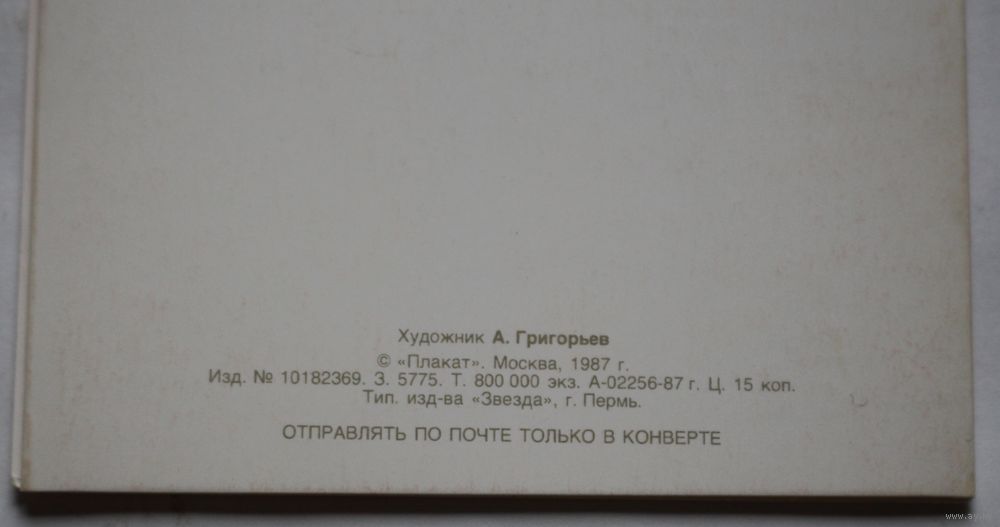 Художник А. Григорьев
© «Плакат». Москва, 1987 г.
Изд. № 10182369. З. 5775. Т. 800 000 экз. А-02256-87 г. Ц. 15 коп.
Тип. изд-ва «Звезда», г. Пермь.
ОТПРАВЛЯТЬ ПО ПОЧТЕ ТОЛЬКО В КОНВЕРТЕ